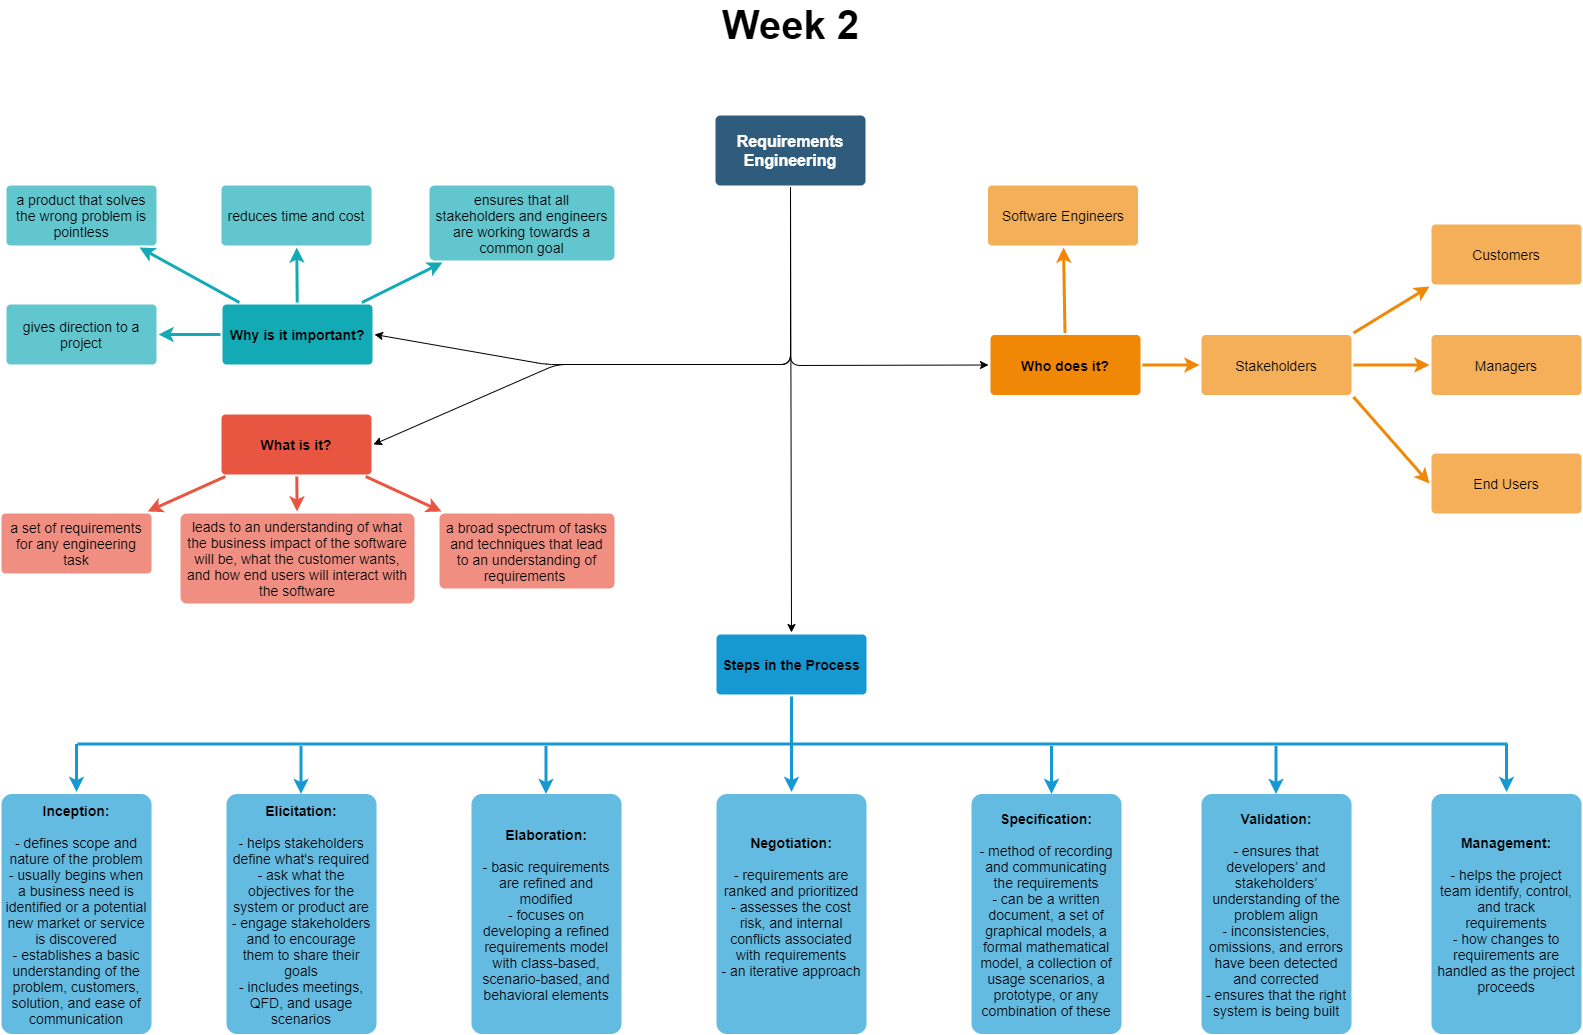 Week 2
Requirements
Engineering
a product that solves
the wrong problem is
pointless
reduces time and cost
ensures that all
stakeholders and engineers
are working towards a
common goal
gives direction to a
project
Why is it important?
Software Engineers
Customers
Who does it?
Stakeholders
Managers
End Users
What is it?
a set of requirements
for any engineering
task
leads to an understanding of what
the business impact of the software
will be, what the customer wants,
and how end users will interact with
the software
a broad spectrum of tasks
and techniques that lead
to an understanding of
requirements
Steps in the Process
Inception:
- defines scope and
nature of the problem
- usually begins when
a business need is
identified or a potential
new market or service
is discovered
- establishes a basic
understanding of the
problem, customers,
solution, and ease of
communication
Elicitation:
- helps stakeholders
define what's required
- ask what the
objectives for the
system or product are
- engage stakeholders
and to encourage
them to share their
goals
- includes meetings,
QFD, and usage
scenarios
Elaboration:
- basic requirements
are refined and
modified
- focuses on
developing a refined
requirements model
with class-based,
scenario-based, and
behavioral elements
Negotiation:
- requirements are
ranked and prioritized
- assesses the cost
risk, and internal
conflicts associated
with requirements
- an iterative approach
Specification:
- method of recording
and communicating
the requirements
- can be a written
document, a set of
graphical models, a
formal mathematical
model, a collection of
usage scenarios, a
prototype, or any
combination of these
Validation:
- ensures that
developers’ and
stakeholders’
understanding of the
problem align
- inconsistencies,
omissions, and errors
have been detected
and corrected
- ensures that the right
system is being built
Management:
- helps the project
team identify, control,
and track
requirements
- how changes to
requirements are
handled as the project
proceeds